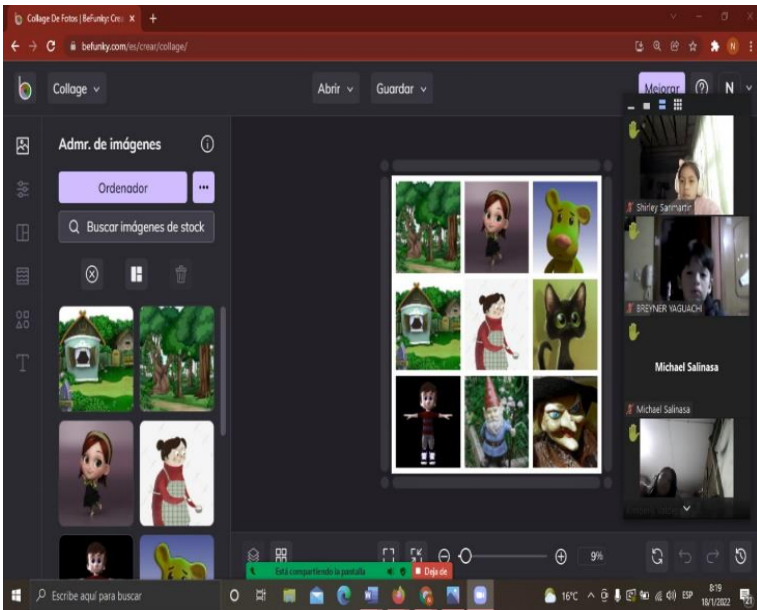 Collage De Fotos | BeFunky: Cre
befunky.com/es/crear/collage/
Collage
Abrir
Guardar
Mejorar
N
Admr. de imágenes
Ordenador
Buscar imágenes de stock
T
Shirley Sanmartin
BREYNER YAGUACHI
Michael Salinasa
Michael Salinasa
9%
Está compartiendo la pantalla
Deja de
Escribe aquí para buscar
16°C
ESP
8:19
18/1/2022